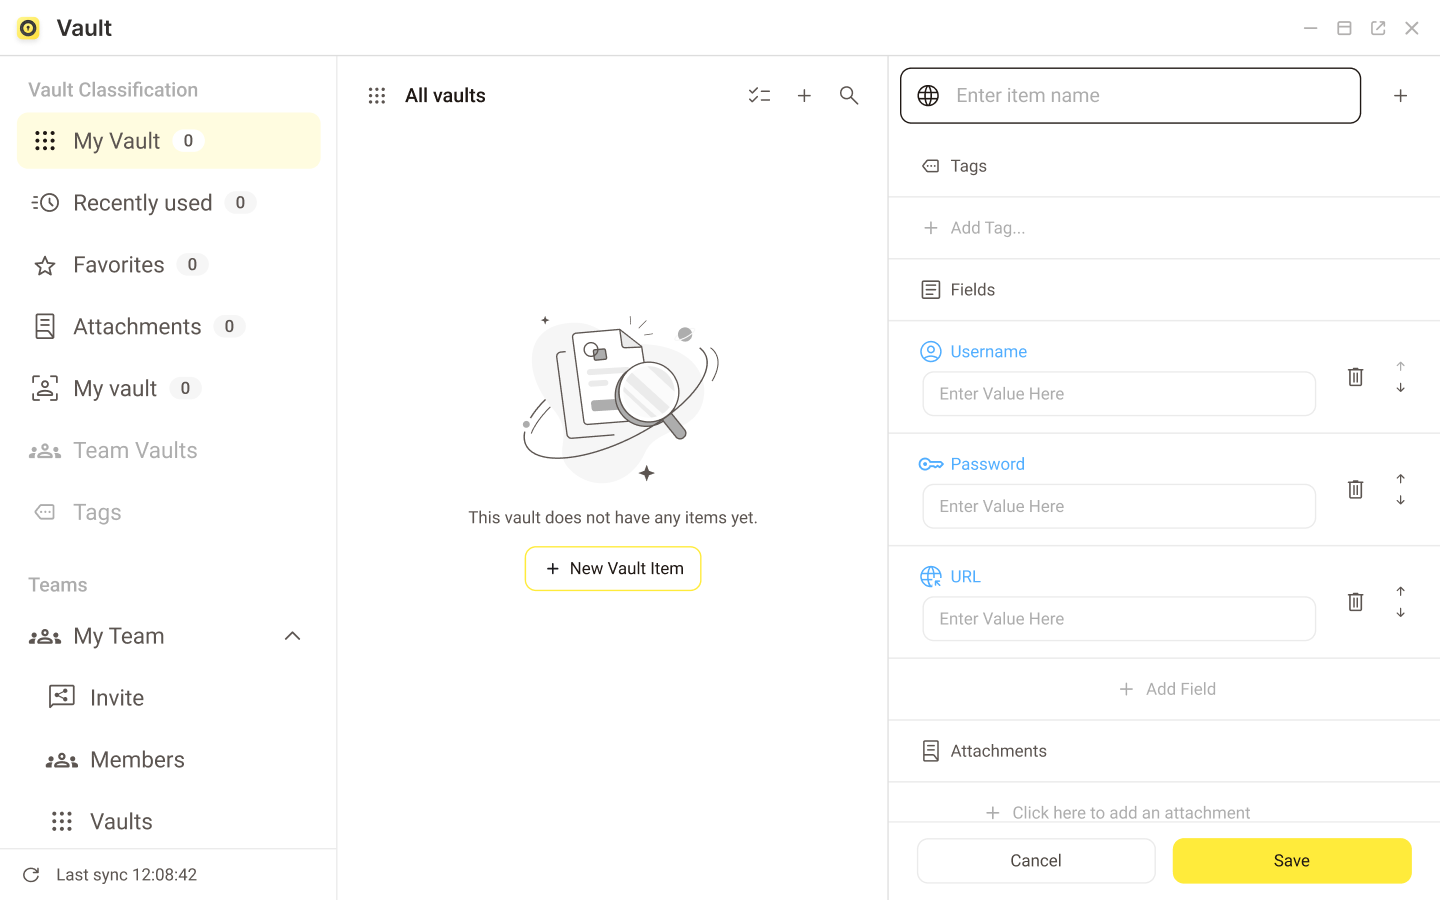 Vault
Vault Classification
My Vault 0
Recently used 0
Favorites 0
Attachments 0
My vault 0
Team Vaults
Tags
Teams
My Team
Invite
Members
Vaults
Last sync 12:08:42
All vaults
This vault does not have any items yet.
New Vault Item
Enter item name
Tags
Add Tag...
Fields
Username
Enter Value Here
Password
Enter Value Here
URL
Enter Value Here
Add Field
Attachments
Click here to add an attachment
Cancel
Save